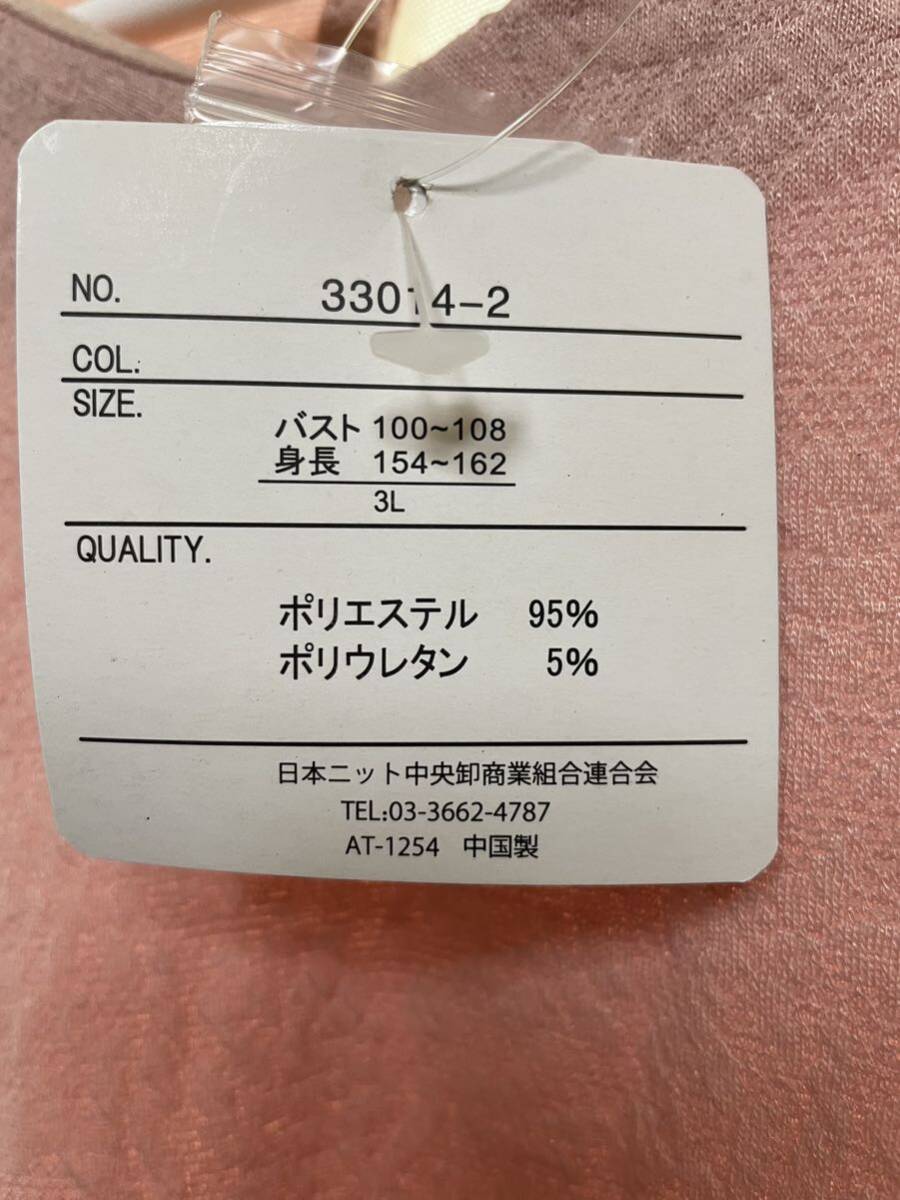 NO. 33014-2
COL.:
SIZE.
バスト 100~108
身長 154~162
3L
QUALITY.
ポリエステル 95%
ポリウレタン 5%
日本ニット中央卸商業組合連合会
TEL:03-3662-4787
AT-1254 中国製